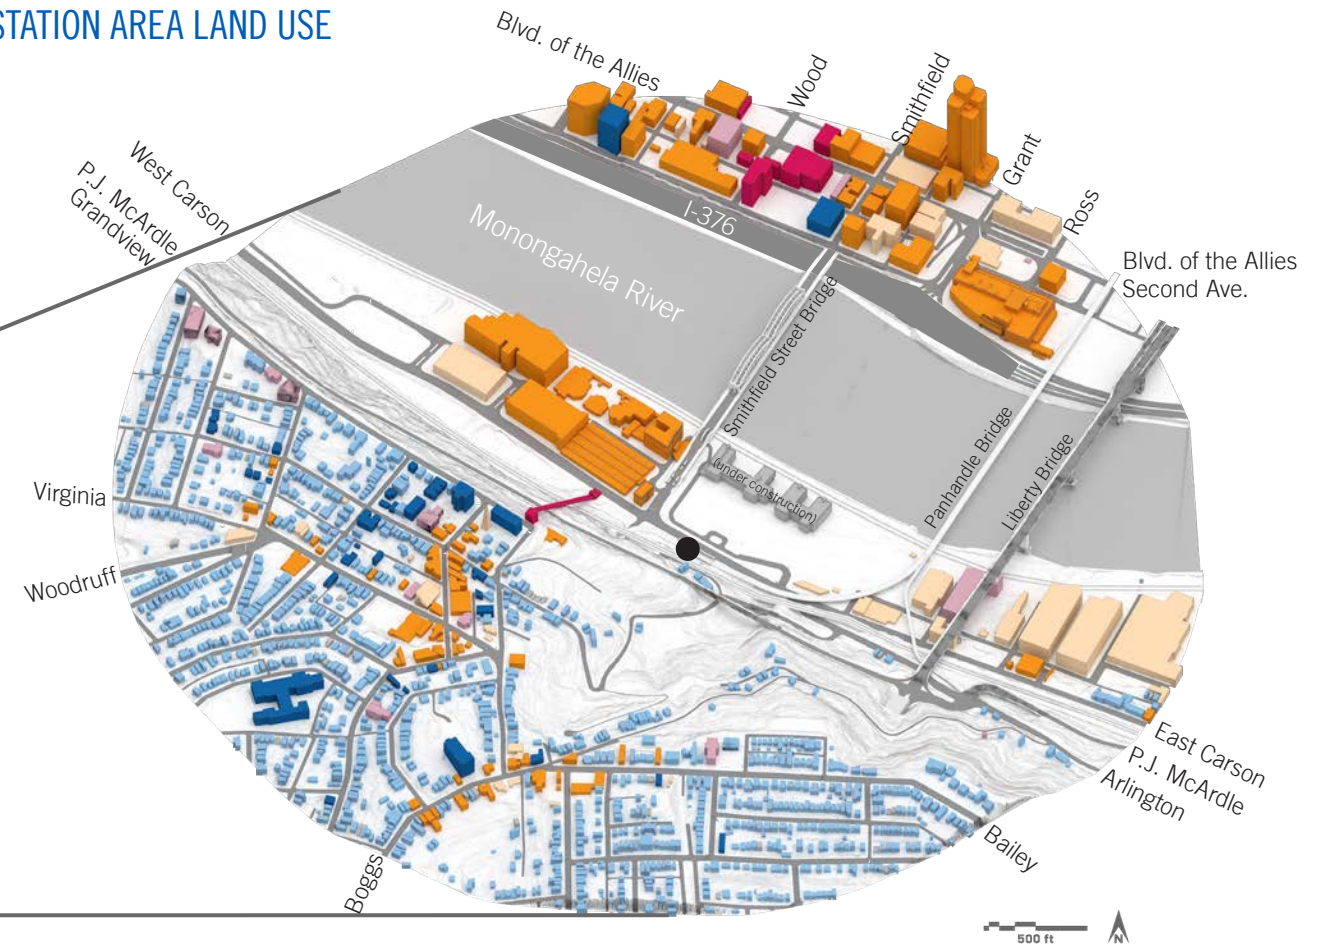 STATION AREA LAND USE
Blvd. of the Allies
Wood
Smithfield
Grant
Ross
West Carson
P.J. McArdle
Grandview
I-376
Monongahela River
Blvd. of the Allies
Second Ave.
Smithfield Street Bridge
Panhandle Bridge
Liberty Bridge
(under construction)
Virginia
Woodruff
East Carson
P.J. McArdle
Arlington
Bailey
Boggs
500 ft
N